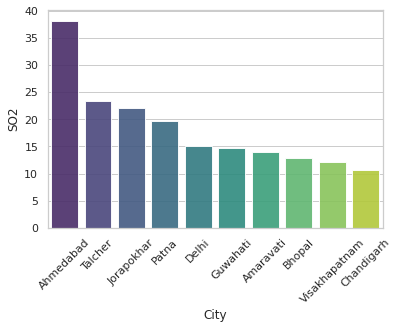 40
35
30
25
20
15
10
5
0
SO2
Ahmedabad
Talcher
Jorapokhar
Patna
Delhi
Guwahati
Amaravati
Bhopal
Visakhapatnam
Chandigarh
City